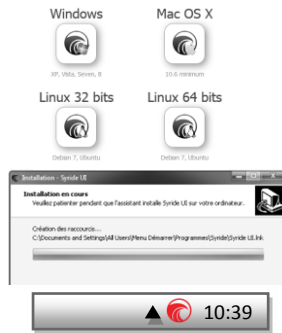 Windows Mac OS X
XP, Vista, Seven, 8 10.6 minimum
Linux 32 bits Linux 64 bits
Debian 7, Ubuntu Debian 7, Ubuntu
Installation - Syride UI
Installation en cours
Veuillez patienter pendant que l'assistant installe Syride UI sur votre ordinateur.
Création des raccourcis...
C:\Documents and Settings\All Users\Menu Démarrer\Programmes\Syride\Syride UI.lnk
10:39